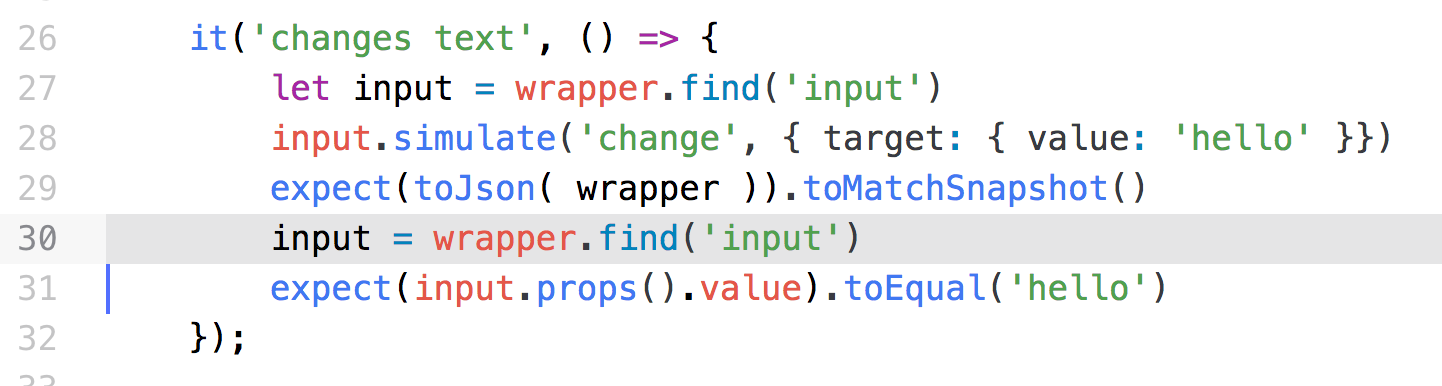 26 it('changes text', () => {
27 let input = wrapper.find('input')
28 input.simulate('change', { target: { value: 'hello' }})
29 expect(toJson( wrapper )).toMatchSnapshot()
30 input = wrapper.find('input')
31 expect(input.props().value).toEqual('hello')
32 });
33